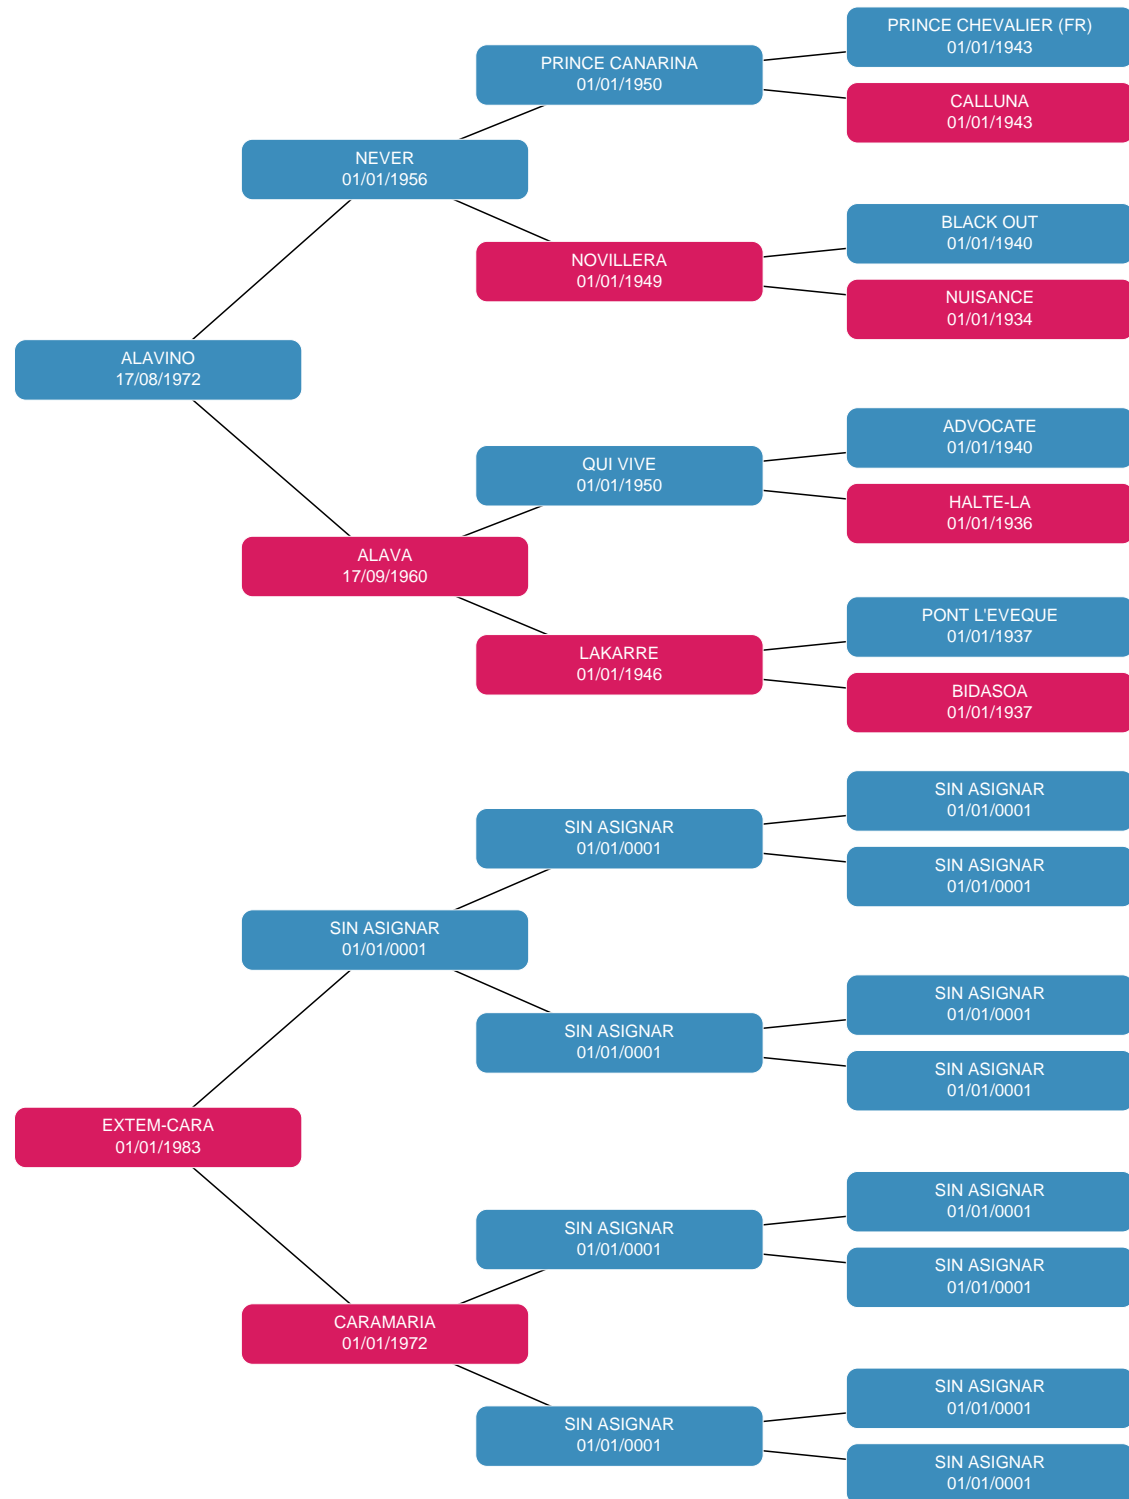 PRINCE CHEVALIER (FR)
01/01/1943
PRINCE CANARINA
01/01/1950
CALLUNA
01/01/1943
NEVER
01/01/1956
BLACK OUT
01/01/1940
NOVILLERA
01/01/1949
NUISANCE
01/01/1934
ALAVINO
17/08/1972
ADVOCATE
01/01/1940
QUI VIVE
01/01/1950
HALTE-LA
01/01/1936
ALAVA
17/09/1960
PONT L'EVEQUE
01/01/1937
LAKARRE
01/01/1946
BIDASOA
01/01/1937
SIN ASIGNAR
01/01/0001
SIN ASIGNAR
01/01/0001
SIN ASIGNAR
01/01/0001
SIN ASIGNAR
01/01/0001
SIN ASIGNAR
01/01/0001
SIN ASIGNAR
01/01/0001
SIN ASIGNAR
01/01/0001
EXTEM-CARA
01/01/1983
SIN ASIGNAR
01/01/0001
SIN ASIGNAR
01/01/0001
SIN ASIGNAR
01/01/0001
CARAMARIA
01/01/1972
SIN ASIGNAR
01/01/0001
SIN ASIGNAR
01/01/0001
SIN ASIGNAR
01/01/0001